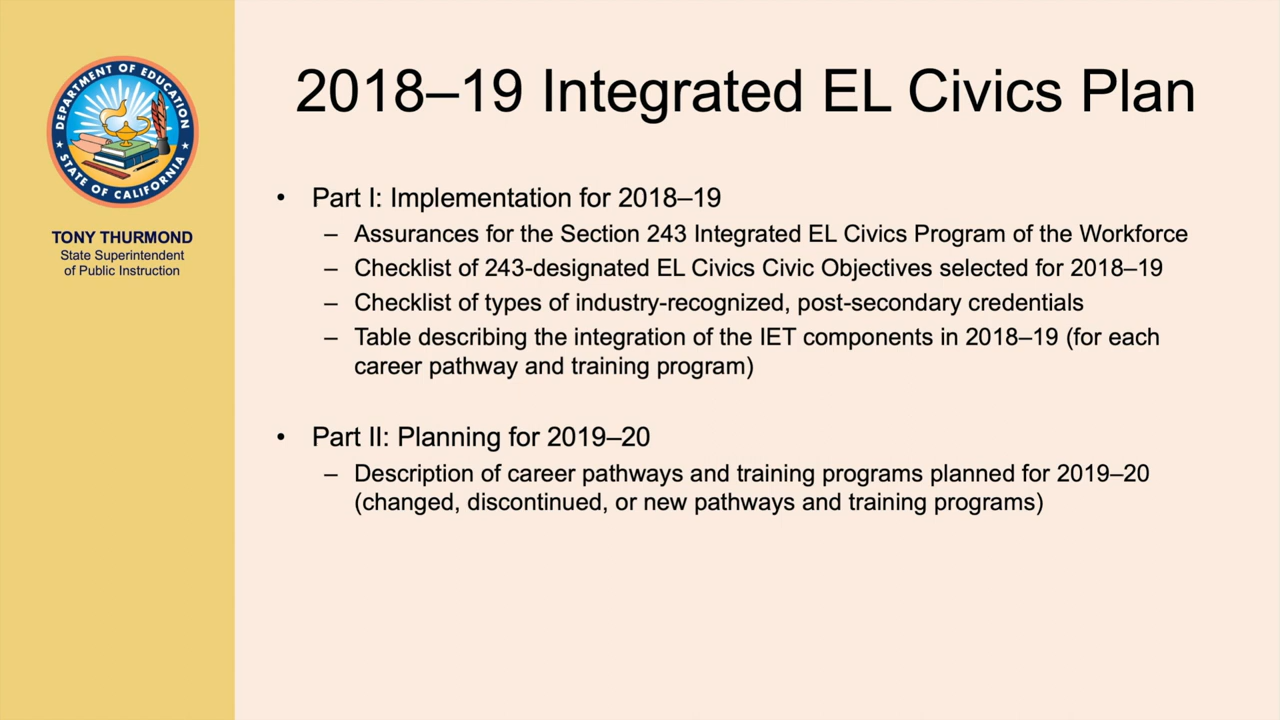 DEPARTMENT OF EDUCATION
STATE OF CALIFORNIA
TONY THURMOND
State Superintendent
of Public Instruction
2018–19 Integrated EL Civics Plan
• Part I: Implementation for 2018–19
– Assurances for the Section 243 Integrated EL Civics Program of the Workforce
– Checklist of 243-designated EL Civics Civic Objectives selected for 2018–19
– Checklist of types of industry-recognized, post-secondary credentials
– Table describing the integration of the IET components in 2018–19 (for each
career pathway and training program)
• Part II: Planning for 2019–20
– Description of career pathways and training programs planned for 2019–20
(changed, discontinued, or new pathways and training programs)